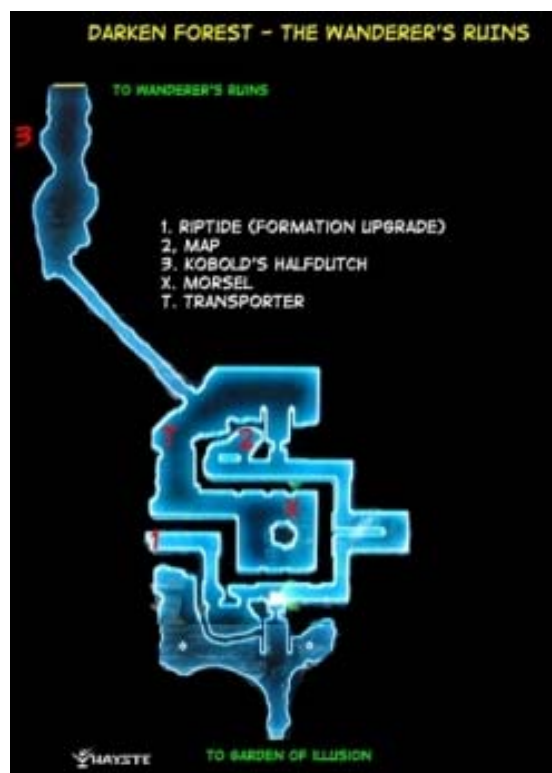 DARKEN FOREST - THE WANDERER'S RUINS
TO WANDERER'S RUINS
3
1. RIPTIDE (FORMATION UPGRADE)
2, MAP
3. KOBOLD'S HALFDUTCH
X. MORSEL
T. TRANSPORTER
T
2
X
1
HAYSTE
TO GARDEN OF ILLUSION